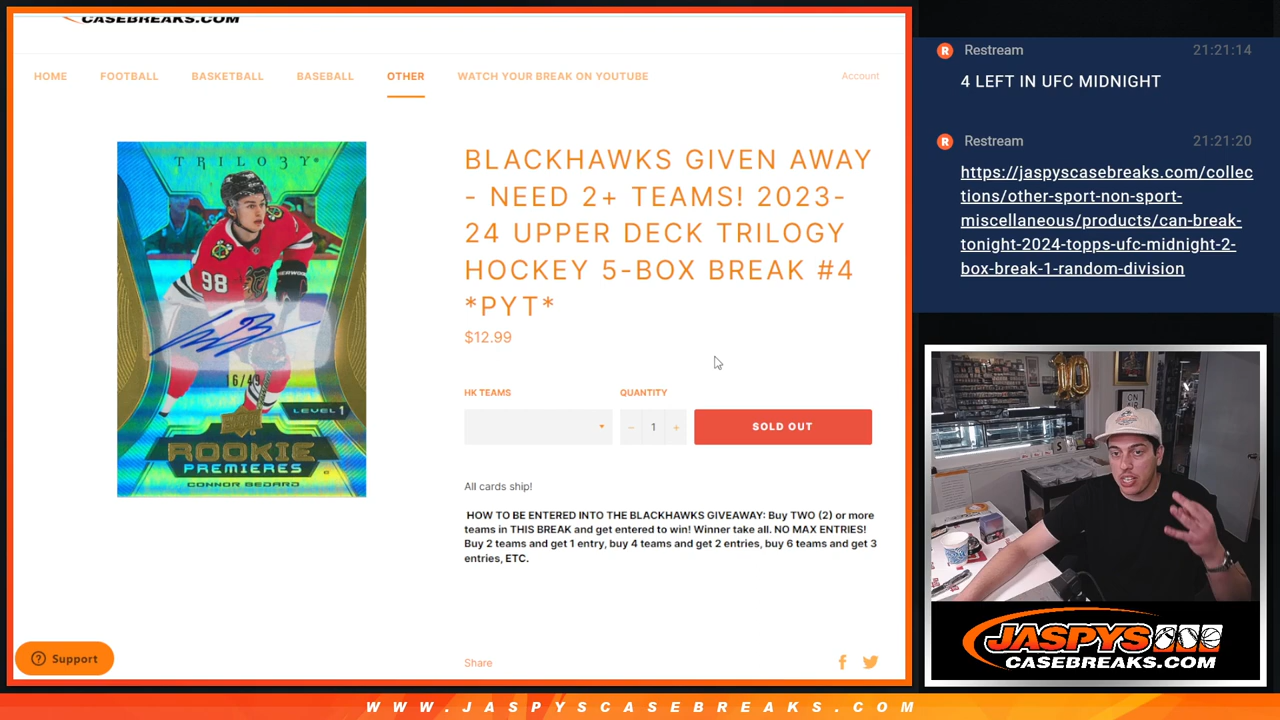 CASEBREAKS.COM
HOME
FOOTBALL
BASKETBALL
BASEBALL
OTHER
WATCH YOUR BREAK ON YOUTUBE
Account
TRILO3Y
98
16/49
LEVEL 1
ROOKIE
PREMIERES
CONNOR BEDARD
BLACKHAWKS GIVEN AWAY
- NEED 2+ TEAMS! 2023-
24 UPPER DECK TRILOGY
HOCKEY 5-BOX BREAK #4
*PYT*
$12.99
HK TEAMS
QUANTITY
− 1 +
SOLD OUT
All cards ship!
HOW TO BE ENTERED INTO THE BLACKHAWKS GIVEAWAY: Buy TWO (2) or more
teams in THIS BREAK and get entered to win! Winner take all. NO MAX ENTRIES!
Buy 2 teams and get 1 entry, buy 4 teams and get 2 entries, buy 6 teams and get 3
entries, ETC.
Support
Share
R Restream 21:21:14
4 LEFT IN UFC MIDNIGHT
R Restream 21:21:20
https://jaspyscasebreaks.com/collec
tions/other-sport-non-sport-
miscellaneous/products/can-break-
tonight-2024-topps-ufc-midnight-2-
box-break-1-random-division
10
ON
AIR
JASPYS
CASEBREAKS.COM
WWW.JASPYSCASEBREAKS.COM